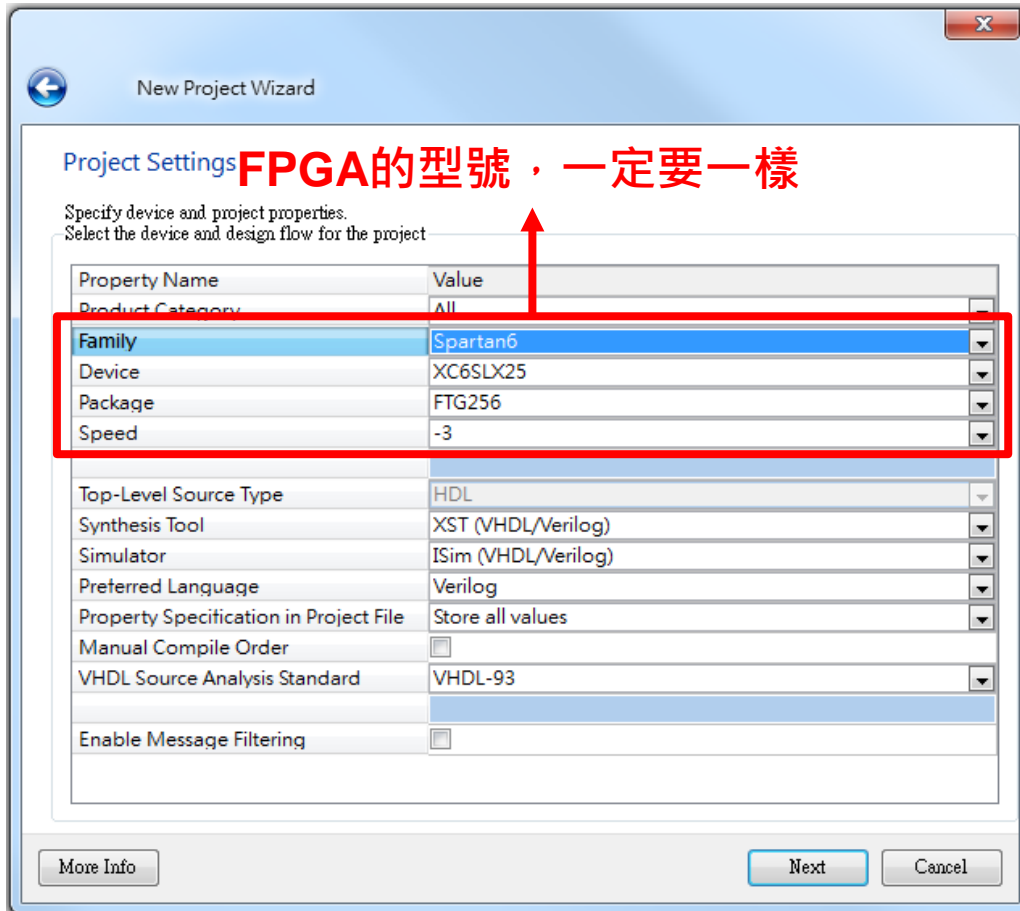 New Project Wizard
Project Settings
FPGA的型號，一定要一樣
Specify device and project properties.
Select the device and design flow for the project
Property Name Value
Product Category All
Family Spartan6
Device XC6SLX25
Package FTG256
Speed -3
Top-Level Source Type HDL
Synthesis Tool XST (VHDL/Verilog)
Simulator ISim (VHDL/Verilog)
Preferred Language Verilog
Property Specification in Project File Store all values
Manual Compile Order
VHDL Source Analysis Standard VHDL-93
Enable Message Filtering
More Info Next Cancel